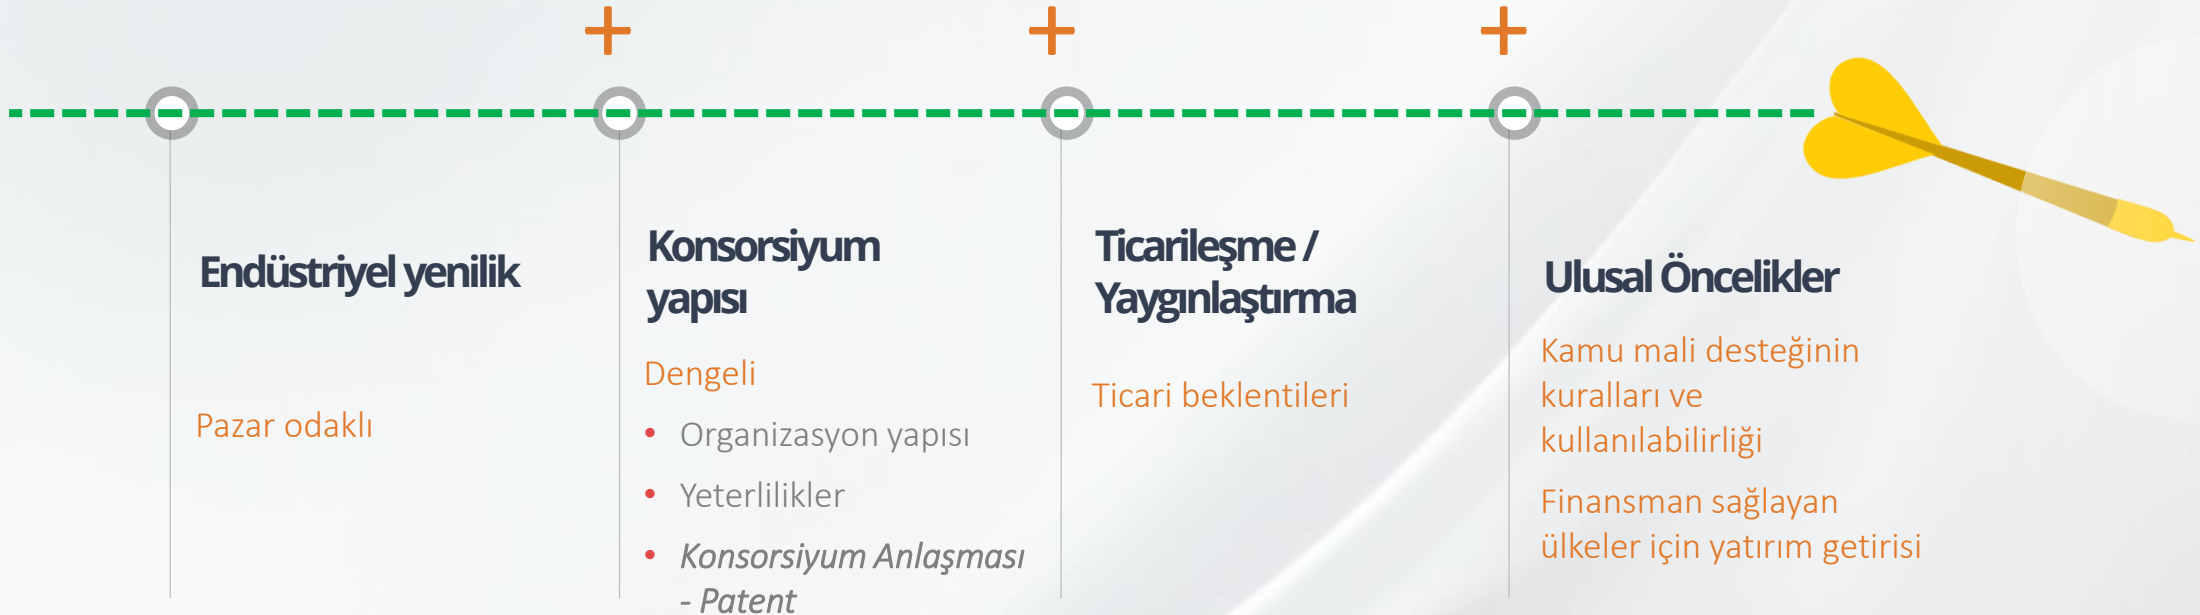 Endüstriyel yenilik
Pazar odaklı
Konsorsiyum
yapısı
Dengeli
• Organizasyon yapısı
• Yeterlilikler
• Konsorsiyum Anlaşması
- Patent
Ticarileşme /
Yaygınlaştırma
Ticari beklentileri
Ulusal Öncelikler
Kamu mali desteğinin
kuralları ve
kullanılabilirliği
Finansman sağlayan
ülkeler için yatırım getirisi